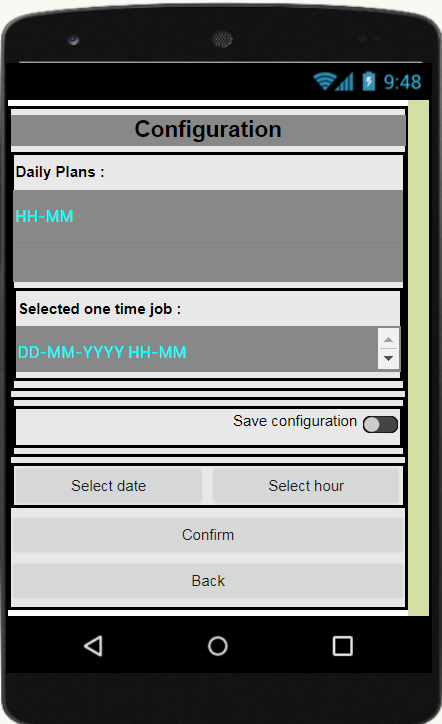 9:48
Configuration
Daily Plans :
HH-MM
Selected one time job :
DD-MM-YYYY HH-MM
Save configuration
Select date Select hour
Confirm
Back